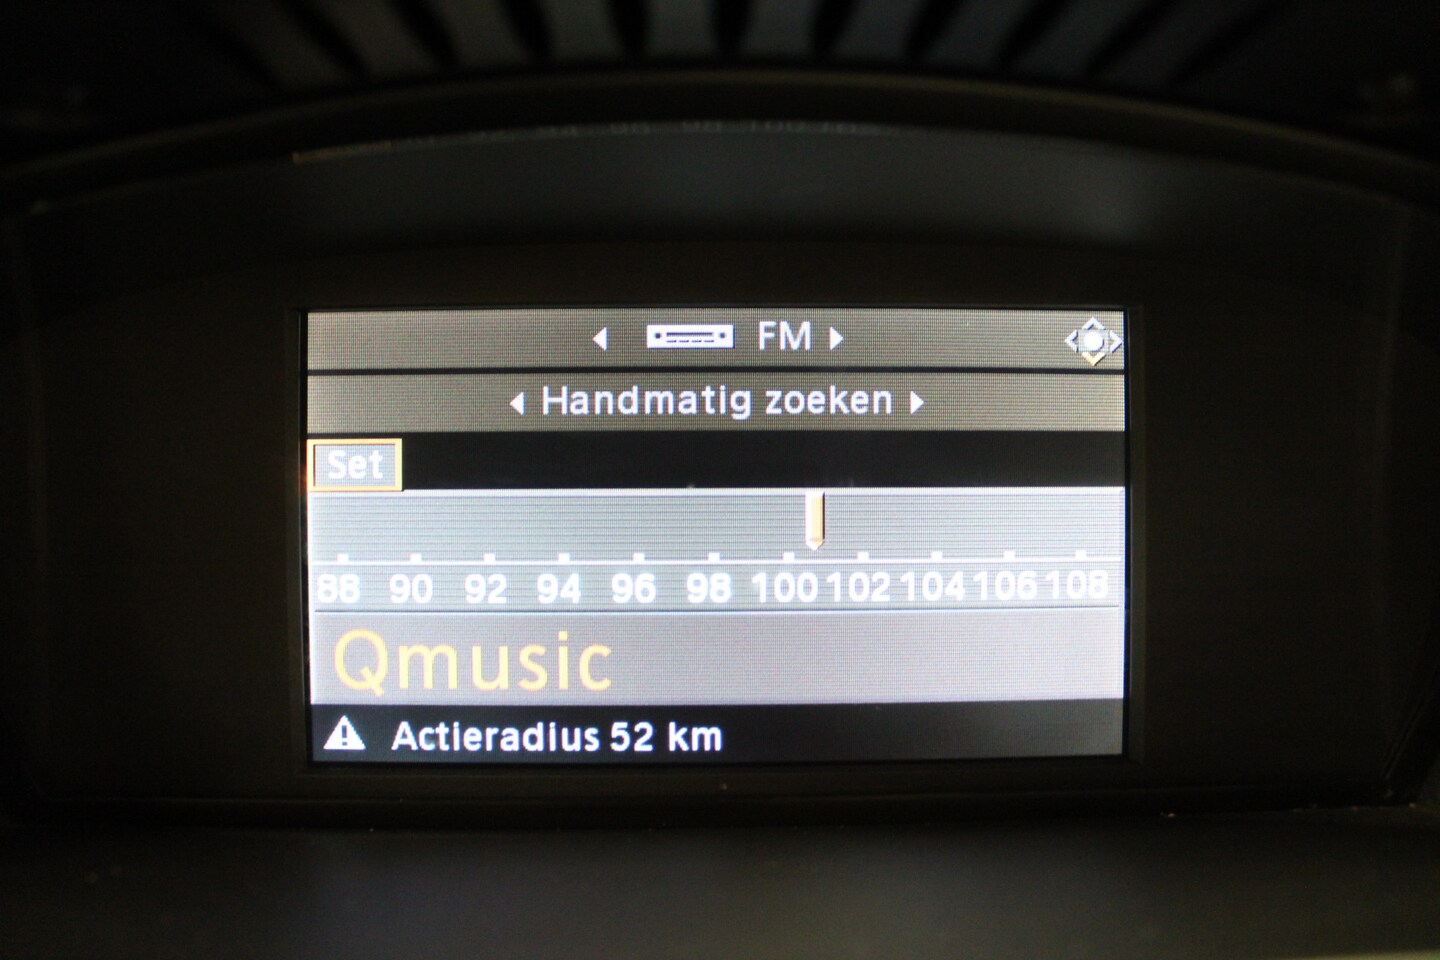 FM
Handmatig zoeken
Set
88 90 92 94 96 98 100 102 104 106 108
Qmusic
Actieradius 52 km